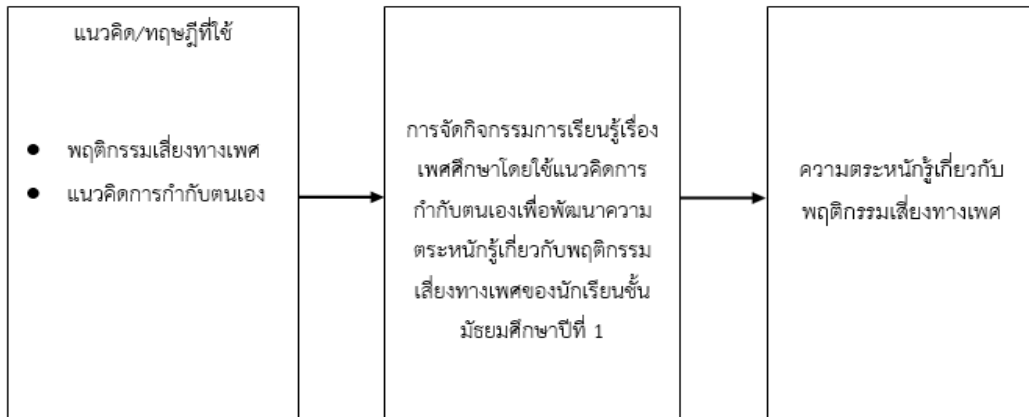 แนวคิด/ทฤษฎีที่ใช้
● พฤติกรรมเสี่ยงทางเพศ
● แนวคิดการกำกับตนเอง
การจัดกิจกรรมการเรียนรู้เรื่อง
เพศศึกษาโดยใช้แนวคิดการ
กำกับตนเองเพื่อพัฒนาความ
ตระหนักรู้เกี่ยวกับพฤติกรรม
เสี่ยงทางเพศของนักเรียนชั้น
มัธยมศึกษาปีที่ 1
ความตระหนักรู้เกี่ยวกับ
พฤติกรรมเสี่ยงทางเพศ